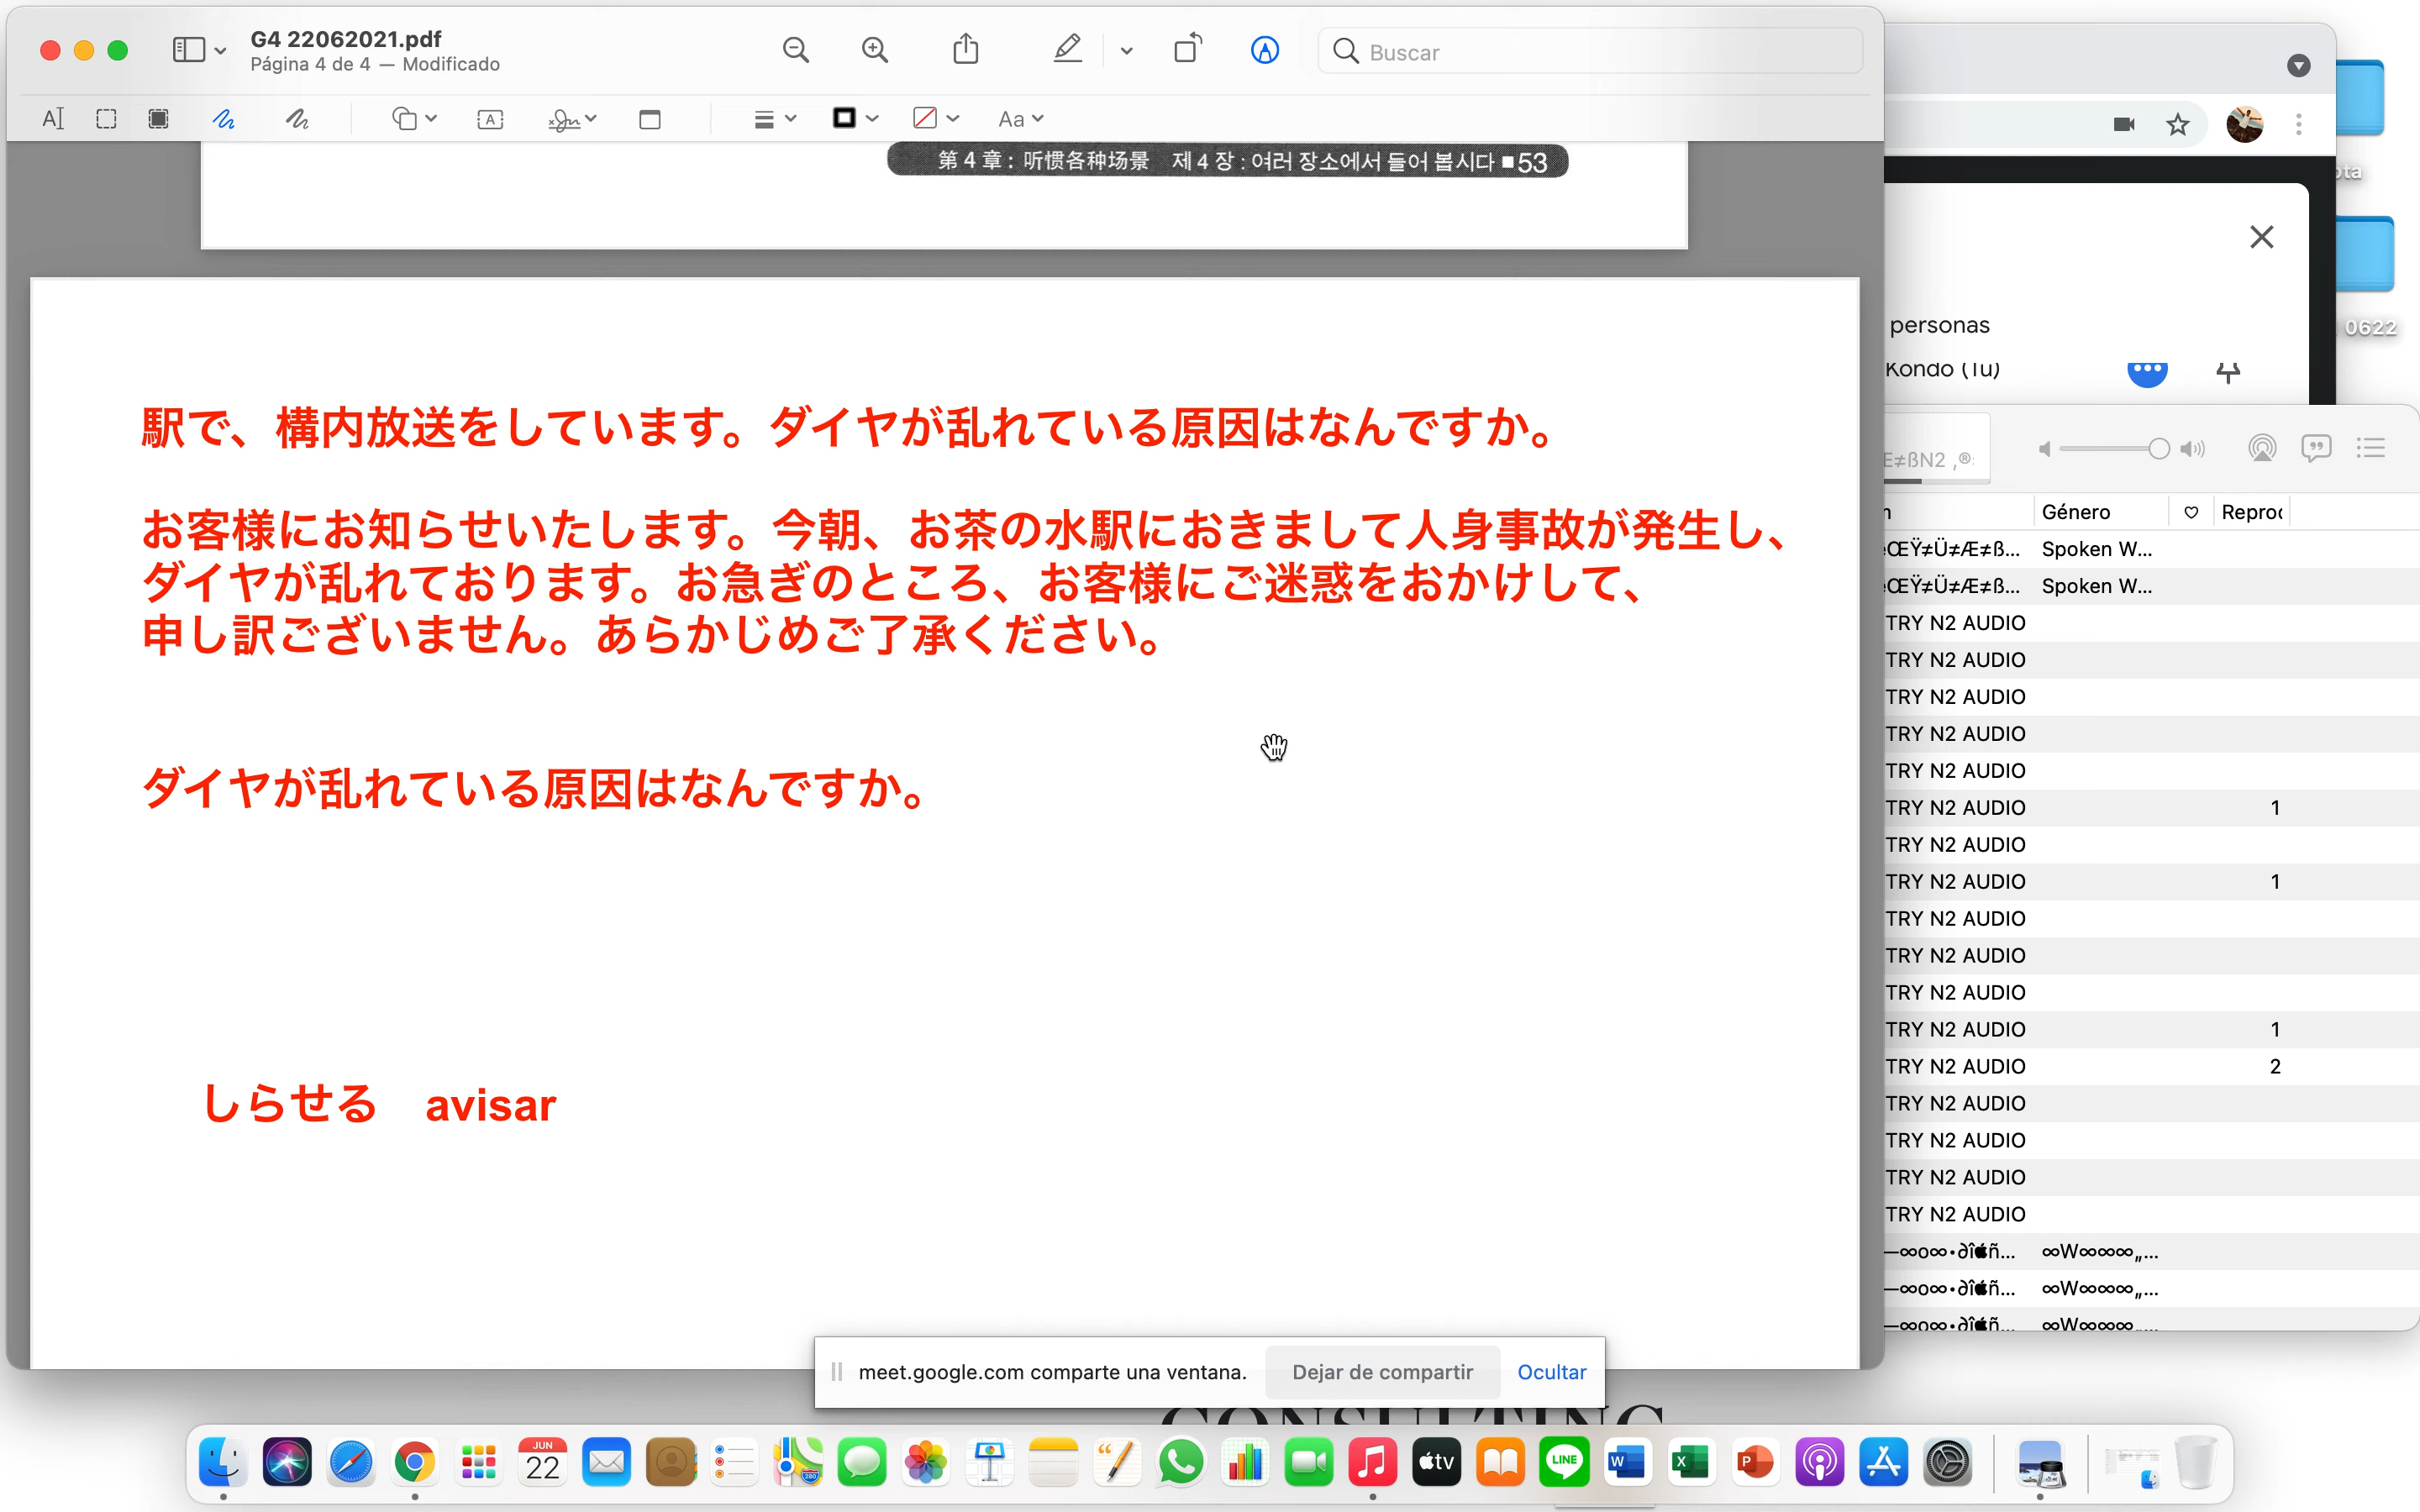 G4 22062021.pdf
Página 4 de 4 — Modificado
Buscar
Aa
第 4 章 : 听惯各种场景 제 4 장 : 여러 장소에서 들어 봅시다 ■ 53
駅で、構内放送をしています。ダイヤが乱れている原因はなんですか。
お客様にお知らせいたします。今朝、お茶の水駅におきまして人身事故が発生し、
ダイヤが乱れております。お急ぎのところ、お客様にご迷惑をおかけして、
申し訳ございません。あらかじめご了承ください。
ダイヤが乱れている原因はなんですか。
しらせる avisar
personas
Kondo (Tú)
0622
Género
Spoken W...
Spoken W...
TRY N2 AUDIO
TRY N2 AUDIO
TRY N2 AUDIO
TRY N2 AUDIO
TRY N2 AUDIO
TRY N2 AUDIO 1
TRY N2 AUDIO
TRY N2 AUDIO 1
TRY N2 AUDIO
TRY N2 AUDIO
TRY N2 AUDIO
TRY N2 AUDIO 1
TRY N2 AUDIO 2
TRY N2 AUDIO
TRY N2 AUDIO
TRY N2 AUDIO
TRY N2 AUDIO
meet.google.com comparte una ventana.
Dejar de compartir
Ocultar
CONSULTING
JUN
22
280
tv
LINE
W
X
P